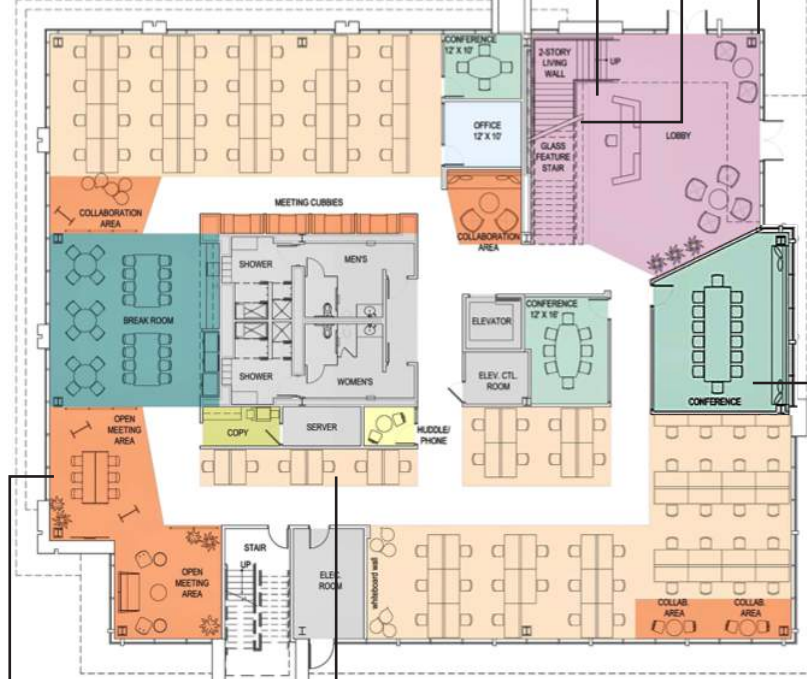 CONFERENCE
12' X 10'
2-STORY
LIVING
WALL
UP
OFFICE
12' X 10'
GLASS
FEATURE
STAIR
LOBBY
COLLABORATION
AREA
MEETING CUBBIES
COLLABORATION
AREA
SHOWER
MEN'S
BREAK ROOM
ELEVATOR
CONFERENCE
12' X 16'
SHOWER
WOMEN'S
ELEV. CTL.
ROOM
CONFERENCE
OPEN
MEETING
AREA
COPY
SERVER
HUDDLE/
PHONE
STAIR
UP
OPEN
MEETING
AREA
ELEC.
ROOM
whiteboard wall
COLLAB.
AREA
COLLAB.
AREA